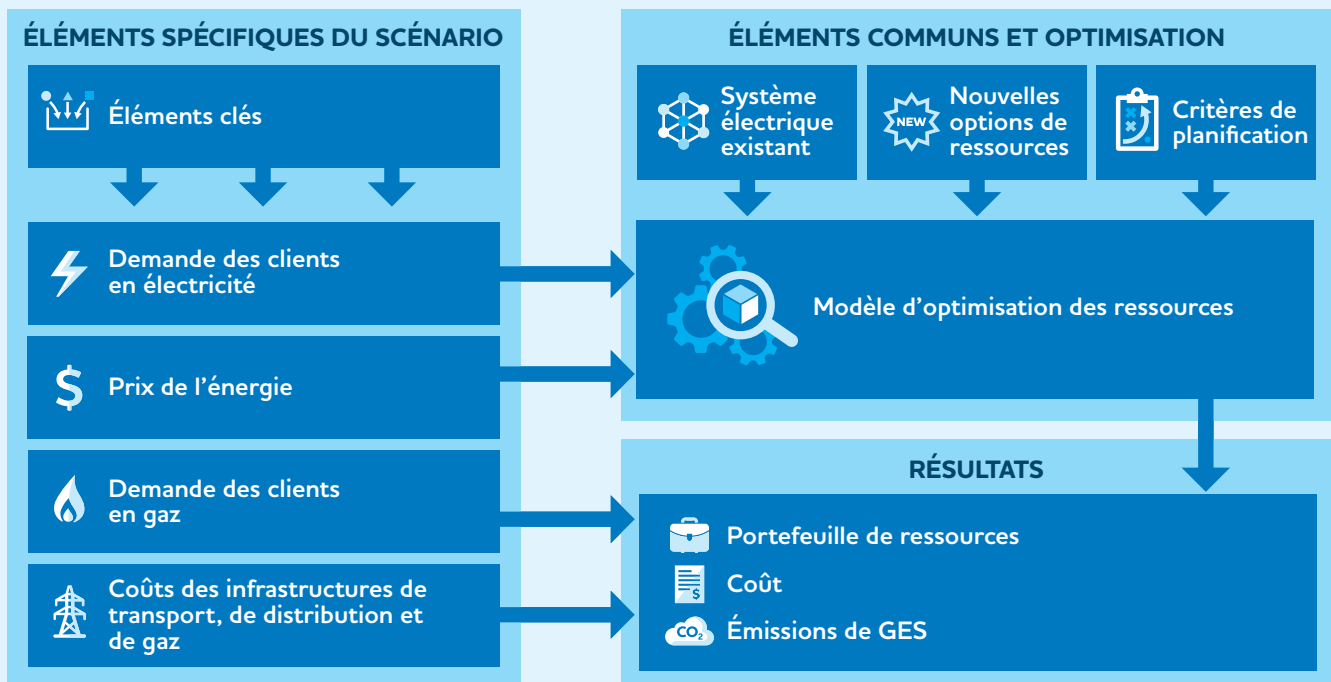 ÉLÉMENTS SPÉCIFIQUES DU SCÉNARIO
Éléments clés
Demande des clients
en électricité
$
Prix de l’énergie
Demande des clients
en gaz
Coûts des infrastructures de
transport, de distribution et
de gaz
ÉLÉMENTS COMMUNS ET OPTIMISATION
Système
électrique
existant
NEW
Nouvelles
options de
ressources
Critères de
planification
Modèle d’optimisation des ressources
RÉSULTATS
Portefeuille de ressources
$
Coût
CO₂
Émissions de GES